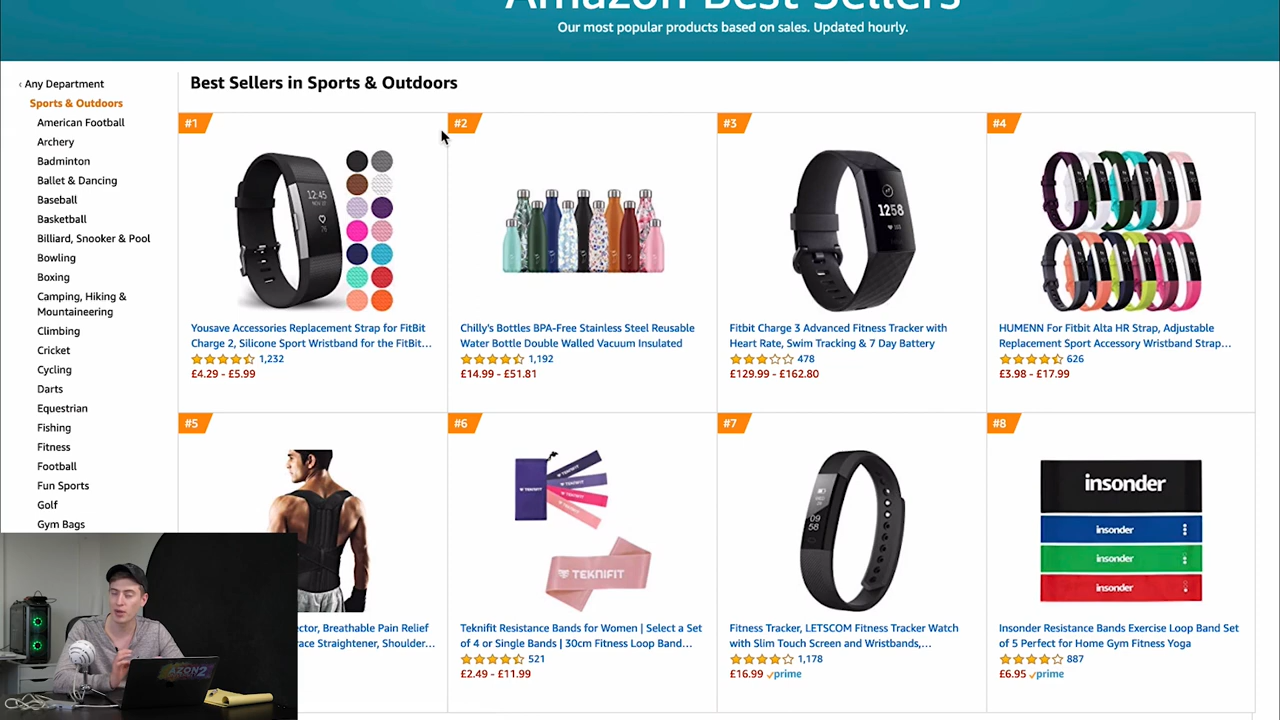 Amazon Best Sellers
Our most popular products based on sales. Updated hourly.
‹ Any Department
Sports & Outdoors
American Football
Archery
Badminton
Ballet & Dancing
Baseball
Basketball
Billiard, Snooker & Pool
Bowling
Boxing
Camping, Hiking &
Mountaineering
Climbing
Cricket
Cycling
Darts
Equestrian
Fishing
Fitness
Football
Fun Sports
Golf
Gym Bags
Best Sellers in Sports & Outdoors
#1
12:45
Yousave Accessories Replacement Strap for FitBit
Charge 2, Silicone Sport Wristband for the FitBit...
1,232
£4.29 - £5.99
#2
Chilly's Bottles BPA-Free Stainless Steel Reusable
Water Bottle Double Walled Vacuum Insulated
1,192
£14.99 - £51.81
#3
1258
Fitbit Charge 3 Advanced Fitness Tracker with
Heart Rate, Swim Tracking & 7 Day Battery
478
£129.99 - £162.80
#4
HUMENN For Fitbit Alta HR Strap, Adjustable
Replacement Sport Accessory Wristband Strap...
626
£3.98 - £17.99
#5
ector, Breathable Pain Relief
race Straightener, Shoulder...
#6
TEKNIFIT
TEKNIFIT
Teknifit Resistance Bands for Women | Select a Set
of 4 or Single Bands | 30cm Fitness Loop Band...
521
£2.49 - £11.99
#7
09
58
Fitness Tracker, LETSCOM Fitness Tracker Watch
with Slim Touch Screen and Wristbands,...
1,178
£16.99 prime
#8
insonder
insonder
insonder
insonder
Insonder Resistance Bands Exercise Loop Band Set
of 5 Perfect for Home Gym Fitness Yoga
887
£6.95 prime
AZON2